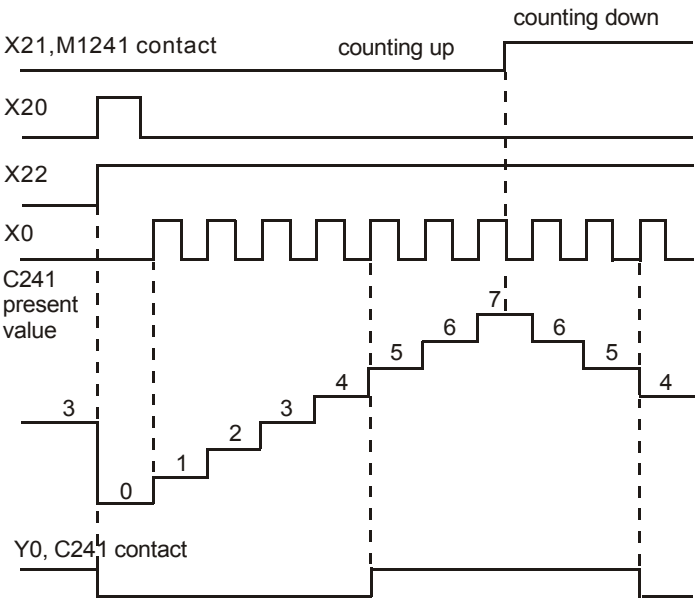 counting down
X21,M1241 contact
counting up
X20
X22
X0
C241
present
value
7
6
6
5
5
4
4
3
3
2
1
0
Y0, C241 contact